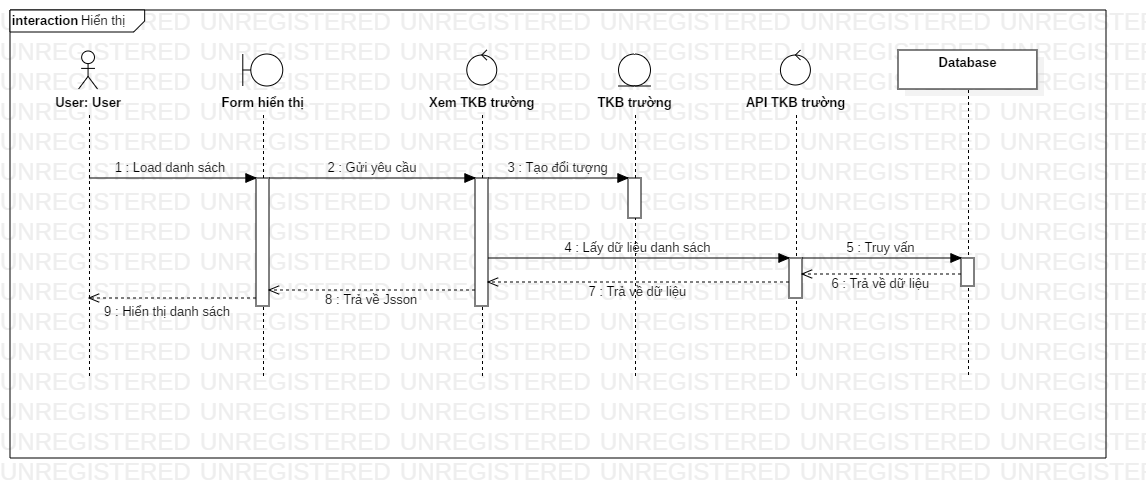 interaction Hiển thị
User: User
Form hiển thị
Xem TKB trường
TKB trường
API TKB trường
Database
1 : Load danh sách
2 : Gửi yêu cầu
3 : Tạo đổi tượng
4 : Lấy dữ liệu danh sách
5 : Truy vấn
6 : Trả về dữ liệu
7 : Trả về dữ liệu
8 : Trả về Jsson
9 : Hiển thị danh sách
UNREGISTERED UNREGISTERED UNREGISTERED UNREGISTERED UNREGISTERED